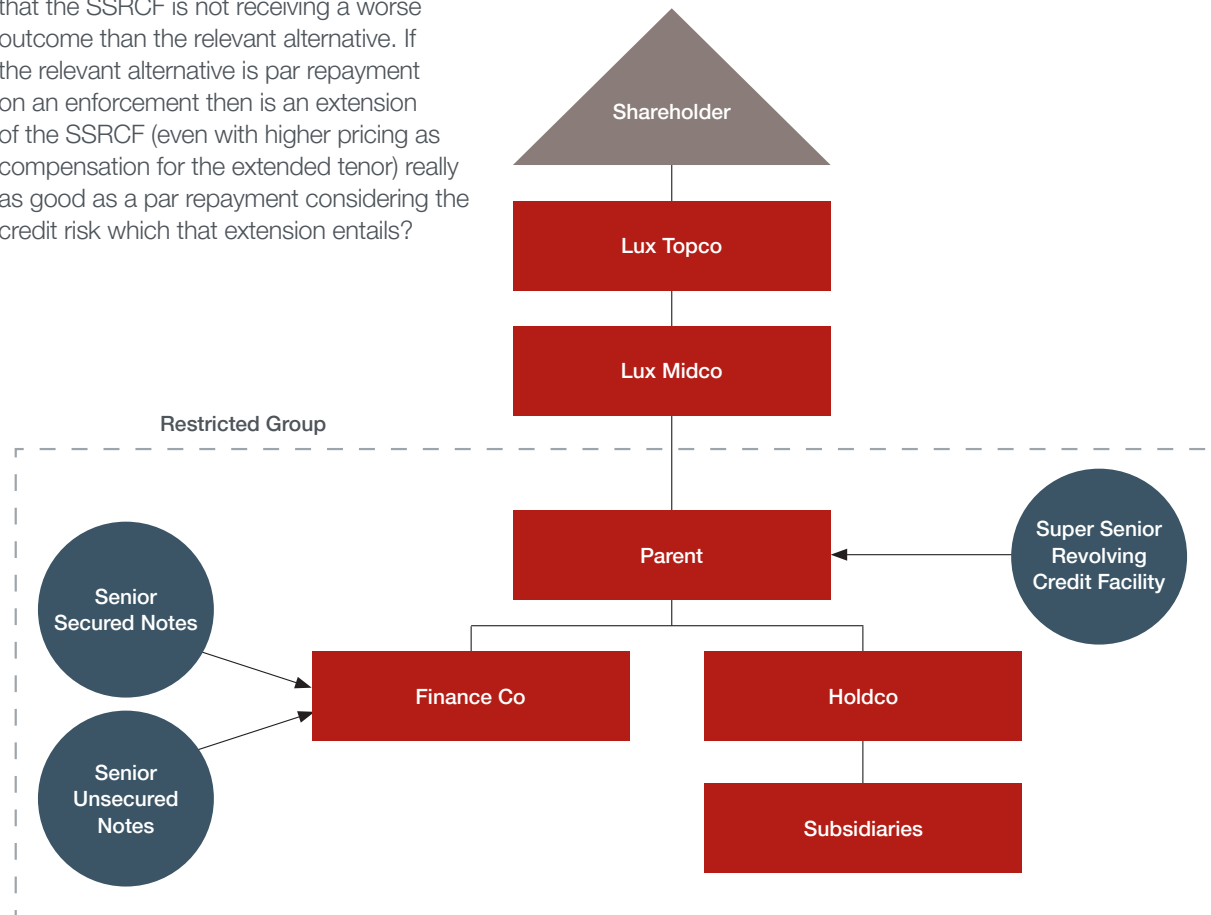 that the SSRCF is not receiving a worse
outcome than the relevant alternative. If
the relevant alternative is par repayment
on an enforcement then is an extension
of the SSRCF (even with higher pricing as
compensation for the extended tenor) really
as good as a par repayment considering the
credit risk which that extension entails?
Shareholder
Lux Topco
Lux Midco
Restricted Group
Parent
Super Senior
Revolving
Credit Facility
Senior
Secured Notes
Finance Co
Holdco
Senior
Unsecured
Notes
Subsidiaries